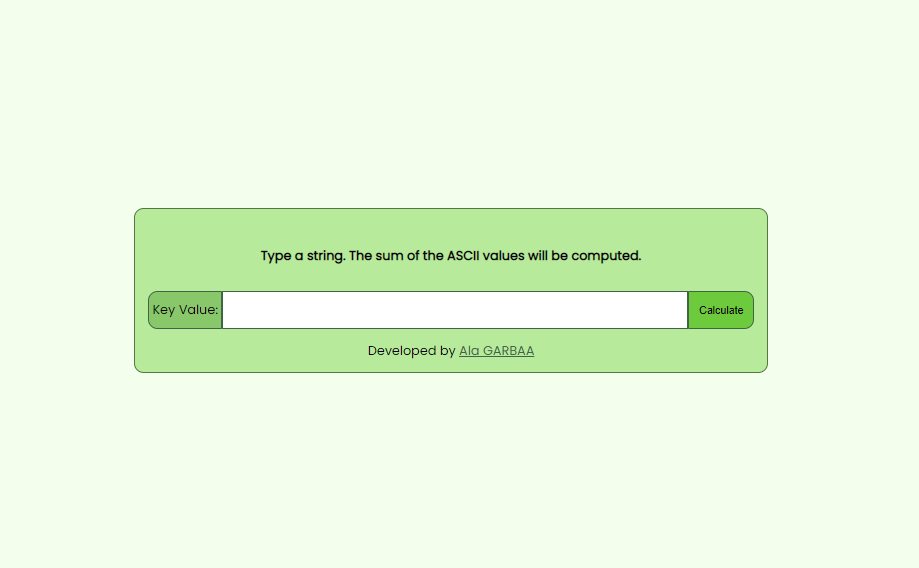 Type a string. The sum of the ASCII values will be computed.
Key Value: Calculate
Developed by Ala GARBAA